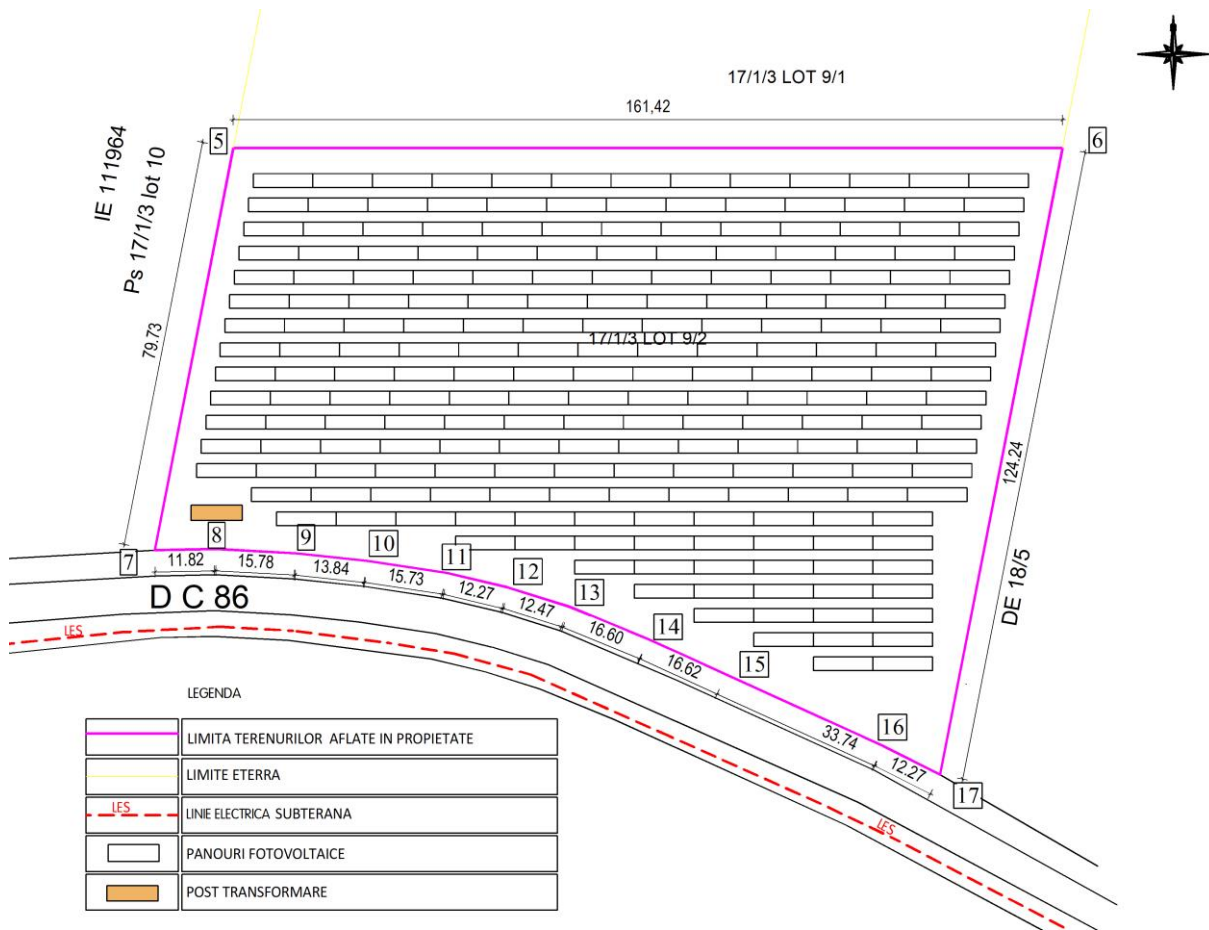 17/1/3 LOT 9/1
161,42
5
6
IE 111964
Ps 17/1/3 lot 10
79.73
17/1/3 LOT 9/2
124.24
DE 18/5
7
8
9
10
11
12
13
14
15
16
17
11.82
15.78
13.84
15.73
12.27
12.47
16.60
16.62
33.74
12.27
D C 86
LES
LES
LEGENDA
LIMITA TERENURILOR AFLATE IN PROPIETATE
LIMITE ETERRA
LES
LINIE ELECTRICA SUBTERANA
PANOURI FOTOVOLTAICE
POST TRANSFORMARE